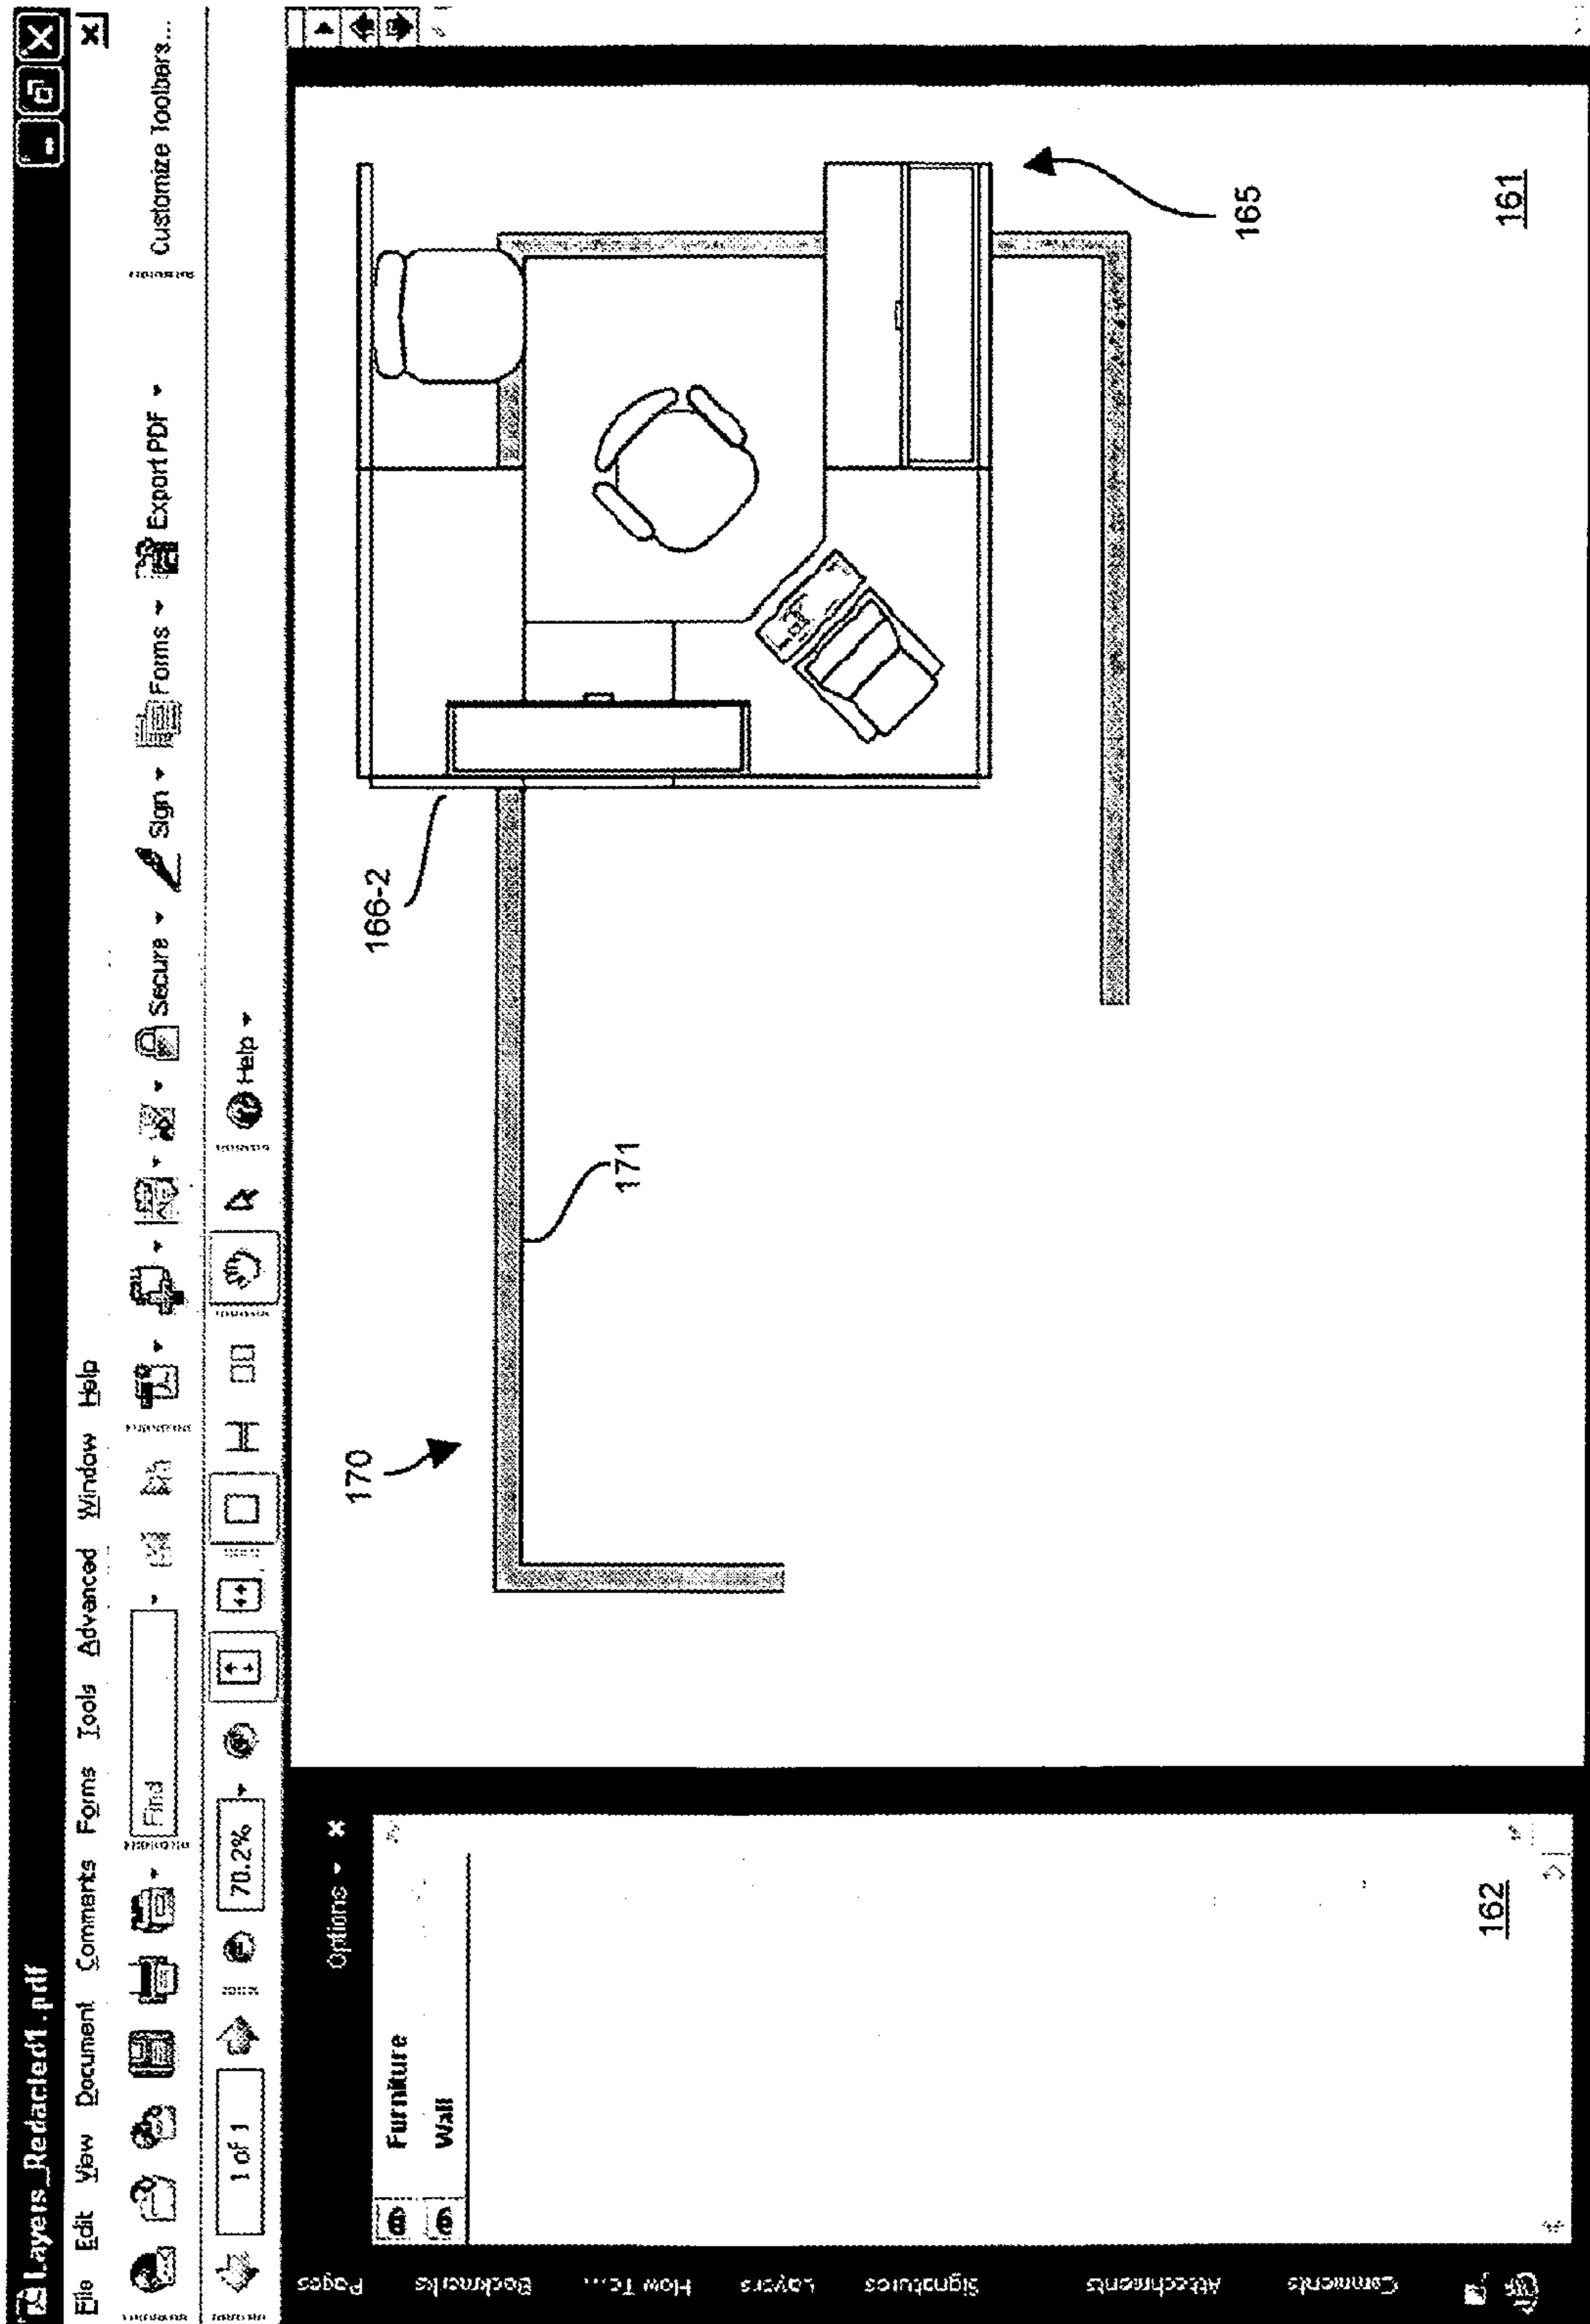 Layers_Redacted1.pdf
File Edit View Document Comments Forms Tools Advanced Window Help
Find
Secure Sign Forms Export PDF Customize Toolbars...
1 of 1 70.2% Help
Options
Furniture
Wall
Pages
Bookmarks
How To...
Layers
Signatures
Attachments
Comments
162
170
171
166-2
165
161